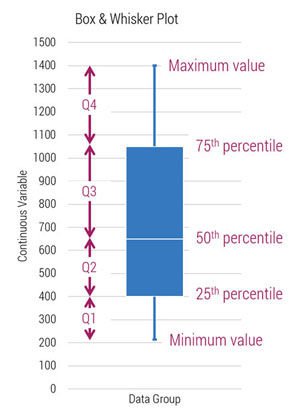 Box & Whisker Plot
1500
1400
Maximum value
1300
Q4
1200
1100
75th percentile
1000
900
Q3
800
700
50th percentile
600
Q2
500
25th percentile
400
Q1
300
200
Minimum value
100
0
Continuous Variable
Data Group